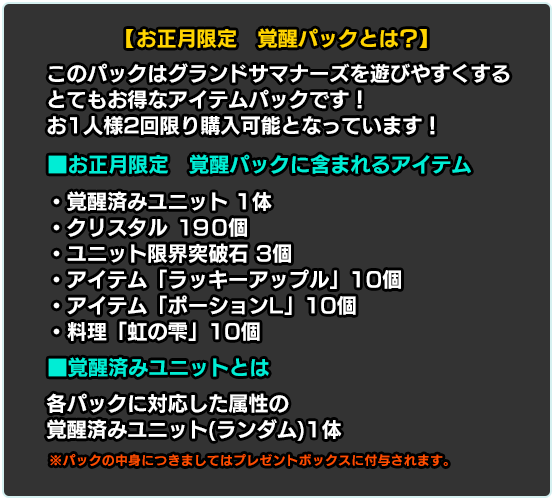 【お正月限定　覚醒パックとは？】
このパックはグランドサマナーズを遊びやすくする
とてもお得なアイテムパックです！
お1人様2回限り購入可能となっています！
■お正月限定　覚醒パックに含まれるアイテム
・覚醒済みユニット 1体
・クリスタル 190個
・ユニット限界突破石 3個
・アイテム「ラッキーアップル」10個
・アイテム「ポーションL」10個
・料理「虹の雫」10個
■覚醒済みユニットとは
各パックに対応した属性の
覚醒済みユニット(ランダム)1体
※パックの中身につきましてはプレゼントボックスに付与されます。